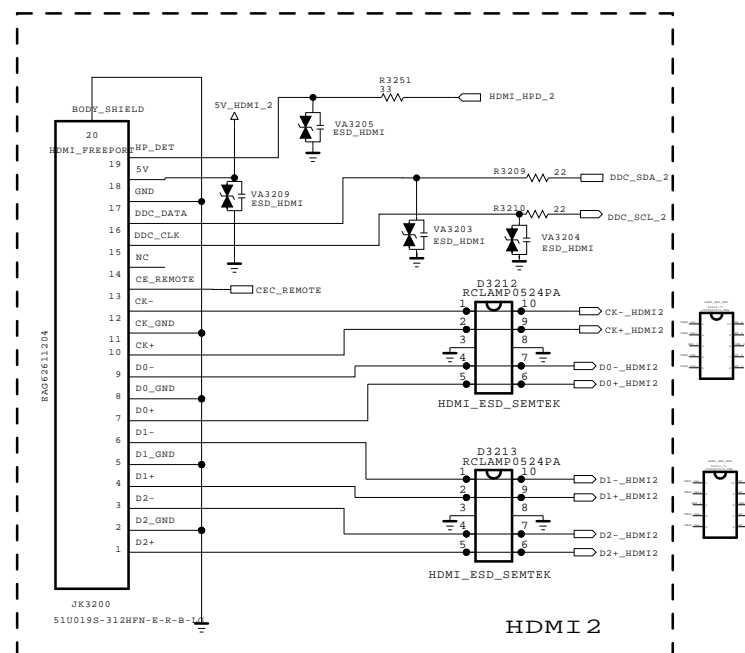 R3251
33
HDMI_HPD_2
BODY_SHIELD
5V_HDMI_2
20
VA3205
ESD_HDMI
HDMI_FREEPORT
HP_DET
19
5V
R3209
22
DDC_SDA_2
18
GND
VA3209
ESD_HDMI
17
DDC_DATA
R3210
22
DDC_SCL_2
16
DDC_CLK
VA3203
ESD_HDMI
VA3204
ESD_HDMI
15
NC
14
CE_REMOTE
CEC_REMOTE
D3212
RCLAMP0524PA
13
CK-
1
10
CK-_HDMI2
12
CK_GND
2
9
CK+_HDMI2
11
CK+
3
8
10
D0-
4
7
D0-_HDMI2
9
D0_GND
5
6
D0+_HDMI2
8
HDMI_ESD_SEMTEK
EAG62611204
7
D0+
6
D1-
D3213
RCLAMP0524PA
5
D1_GND
1
10
D1-_HDMI2
4
D1+
2
9
D1+_HDMI2
3
D2-
3
8
2
D2_GND
4
7
D2-_HDMI2
1
D2+
5
6
D2+_HDMI2
HDMI_ESD_SEMTEK
JK3200
51U019S-312HFN-E-R-B-LG
HDMI2